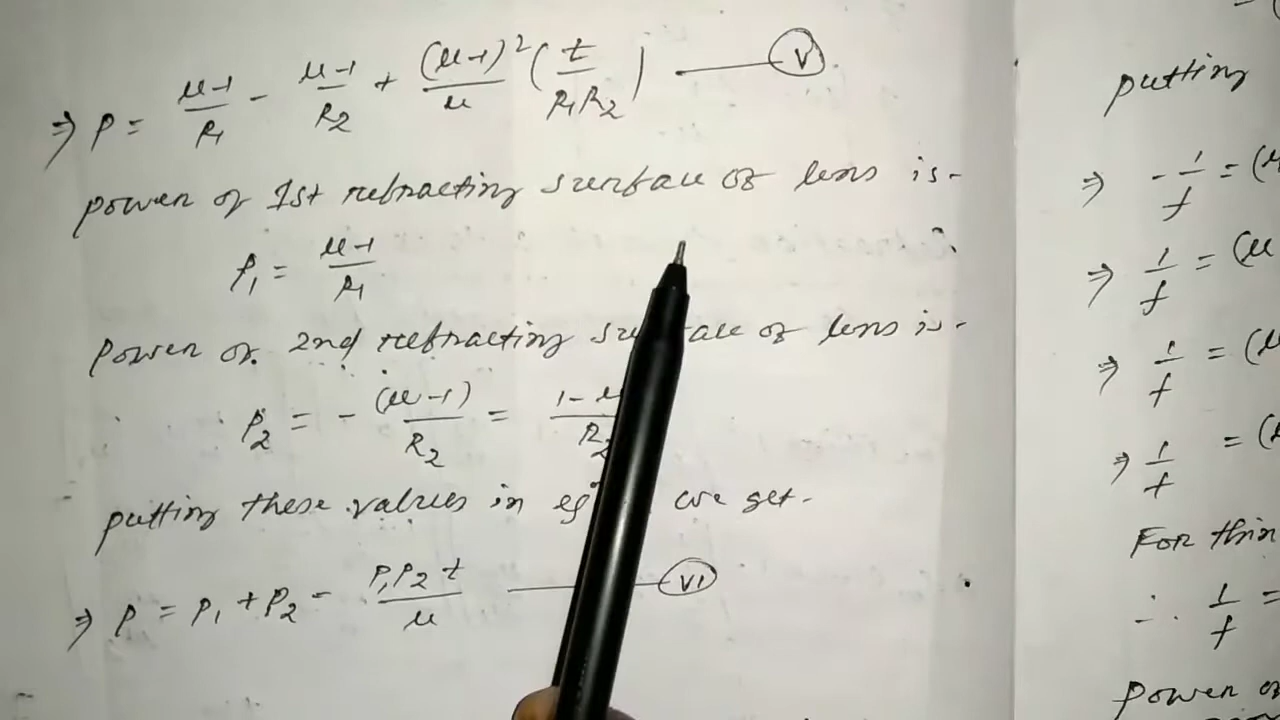 ⇒ P = μ-1/R₁ - μ-1/R₂ + (μ-1)²/μ (t/R₁R₂) — V
power of 1st refracting surface of lens is-
P₁ = μ-1/R₁
power of 2nd refracting surface of lens is-
P₂ = - (μ-1)/R₂ = 1-μ/R₂
putting these values in eqⁿ we get-
⇒ P = P₁ + P₂ - P₁P₂t/μ — VI
putting
⇒ -1/f = (μ
⇒ 1/f = (μ
⇒ 1/f = (μ
⇒ 1/f = (
For thin
∴ 1/f =
power of